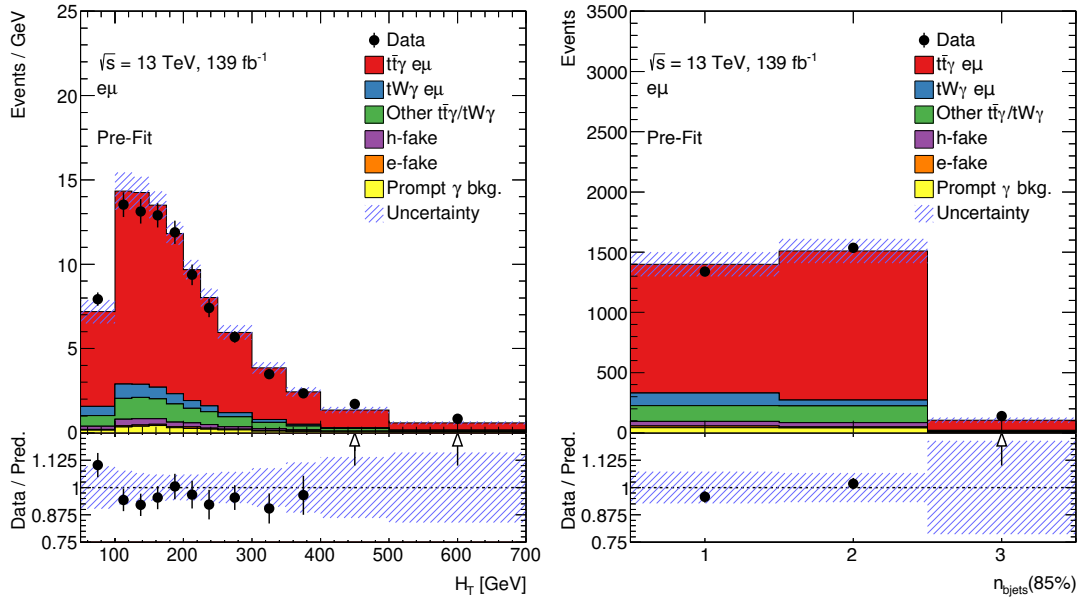 Events / GeV
25
20
15
10
5
0
√s = 13 TeV, 139 fb⁻¹
eμ
Pre-Fit
Data
tt̄γ eμ
tWγ eμ
Other tt̄γ/tWγ
h-fake
e-fake
Prompt γ bkg.
Uncertainty
Data / Pred.
1.125
1
0.875
0.75
100 200 300 400 500 600 700
H_T [GeV]
Events
3500
3000
2500
2000
1500
1000
500
0
√s = 13 TeV, 139 fb⁻¹
eμ
Pre-Fit
Data
tt̄γ eμ
tWγ eμ
Other tt̄γ/tWγ
h-fake
e-fake
Prompt γ bkg.
Uncertainty
Data / Pred.
1.125
1
0.875
0.75
1 2 3
n_bjets(85%)